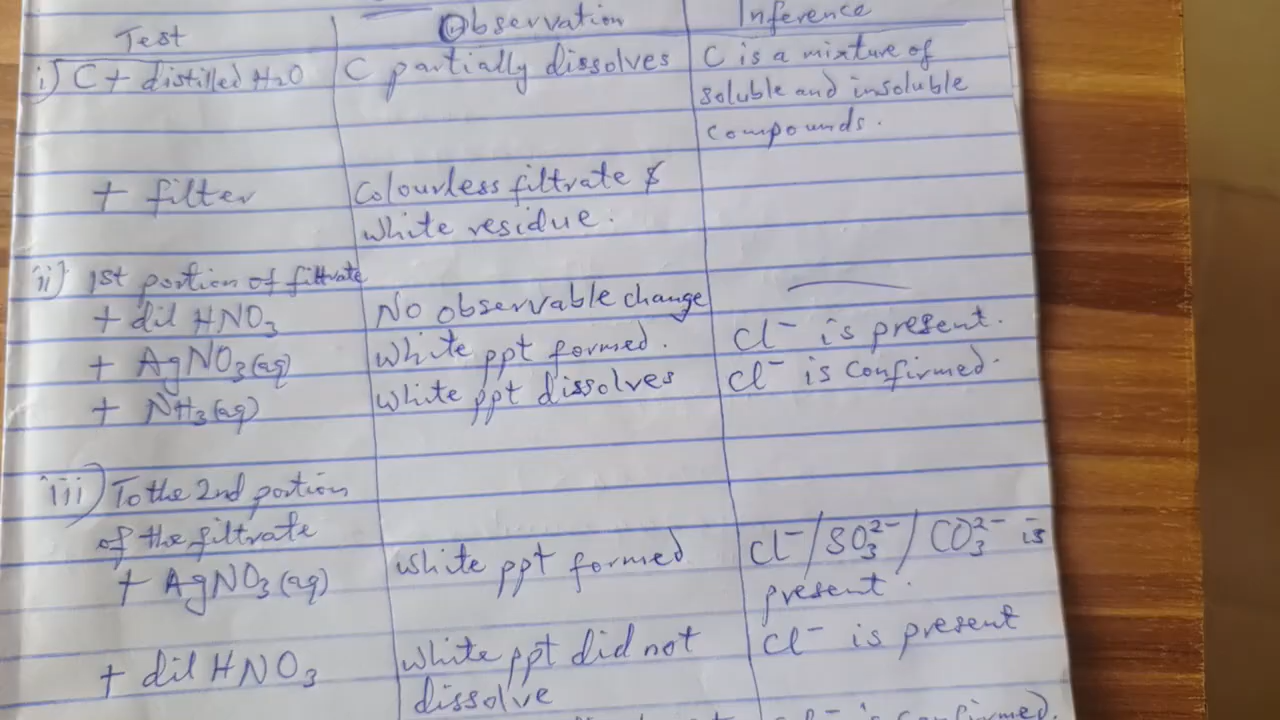 Test Observation Inference
i) C + distilled H2O C partially dissolves C is a mixture of
soluble and insoluble
compounds.
+ filter Colourless filtrate &
white residue.
ii) 1st portion of filtrate
+ dil HNO3 No observable change
+ AgNO3(aq) White ppt formed. Cl⁻ is present.
+ NH3(aq) White ppt dissolves Cl⁻ is confirmed.
iii) To the 2nd portion
of the filtrate
+ AgNO3(aq) White ppt formed Cl⁻/SO3²⁻/CO3²⁻ is
present.
+ dil HNO3 White ppt did not Cl⁻ is present
dissolve
is confirmed.